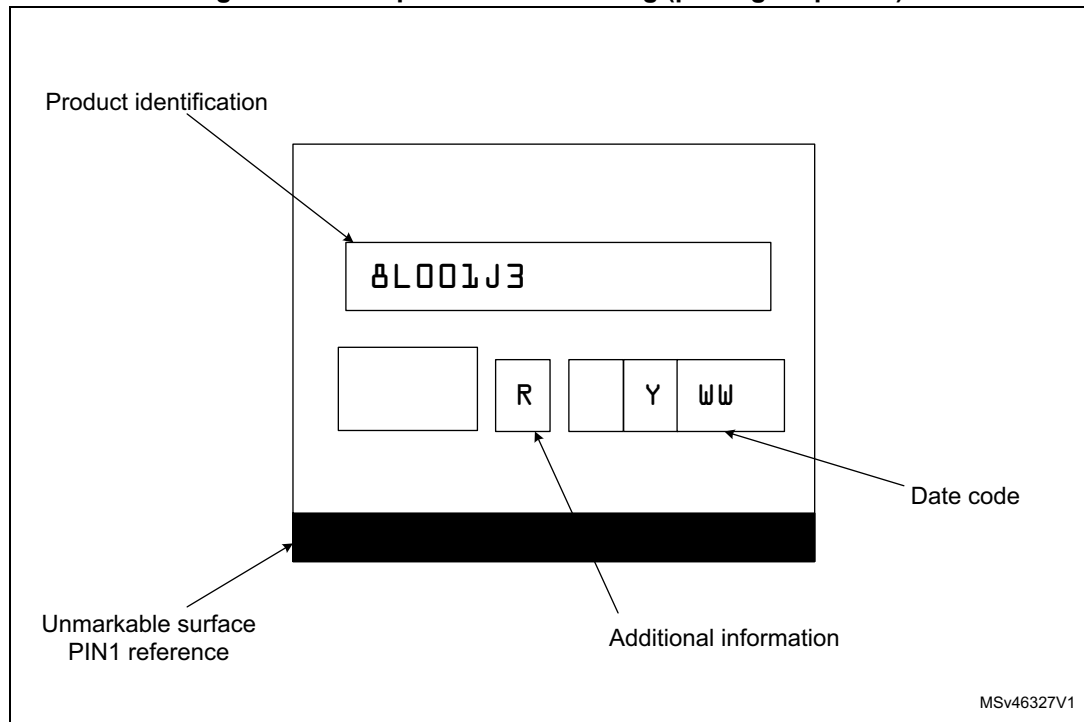 Product identification
8L001J3
R Y WW
Date code
Unmarkable surface
PIN1 reference
Additional information
MSv46327V1